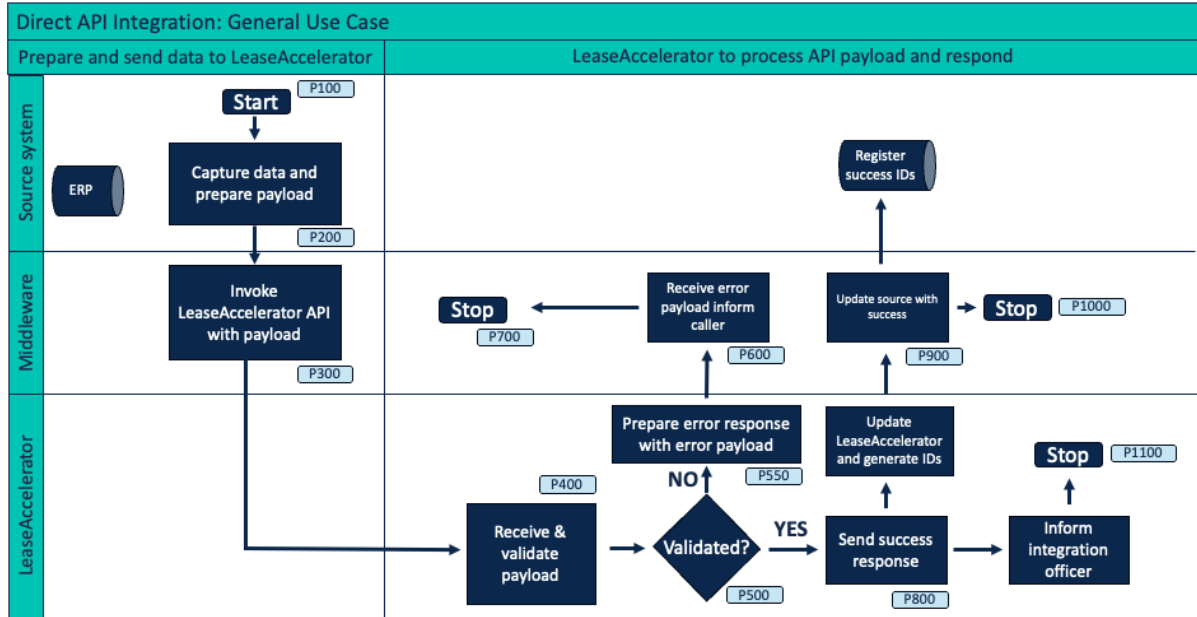 Direct API Integration: General Use Case
Prepare and send data to LeaseAccelerator
LeaseAccelerator to process API payload and respond
Source system
P100
Start
ERP
Capture data and
prepare payload
P200
Register
success IDs
Middleware
Invoke
LeaseAccelerator API
with payload
P300
Stop
P700
Receive error
payload inform
caller
P600
Update source with
success
P900
Stop
P1000
LeaseAccelerator
Prepare error response
with error payload
P550
NO
P400
Receive &
validate
payload
Validated?
P500
YES
Update
LeaseAccelerator
and generate IDs
Send success
response
P800
Stop
P1100
Inform
integration
officer